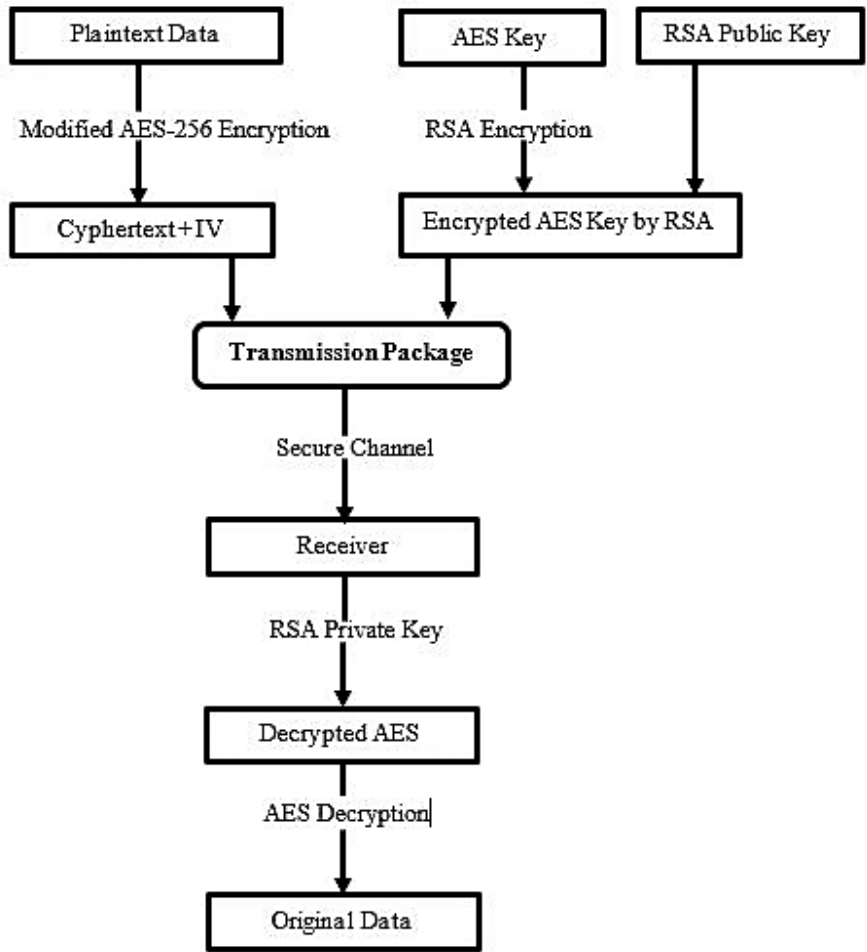 Plaintext Data
AES Key
RSA Public Key
Modified AES-256 Encryption
RSA Encryption
Cyphertext+IV
Encrypted AES Key by RSA
Transmission Package
Secure Channel
Receiver
RSA Private Key
Decrypted AES
AES Decryption
Original Data